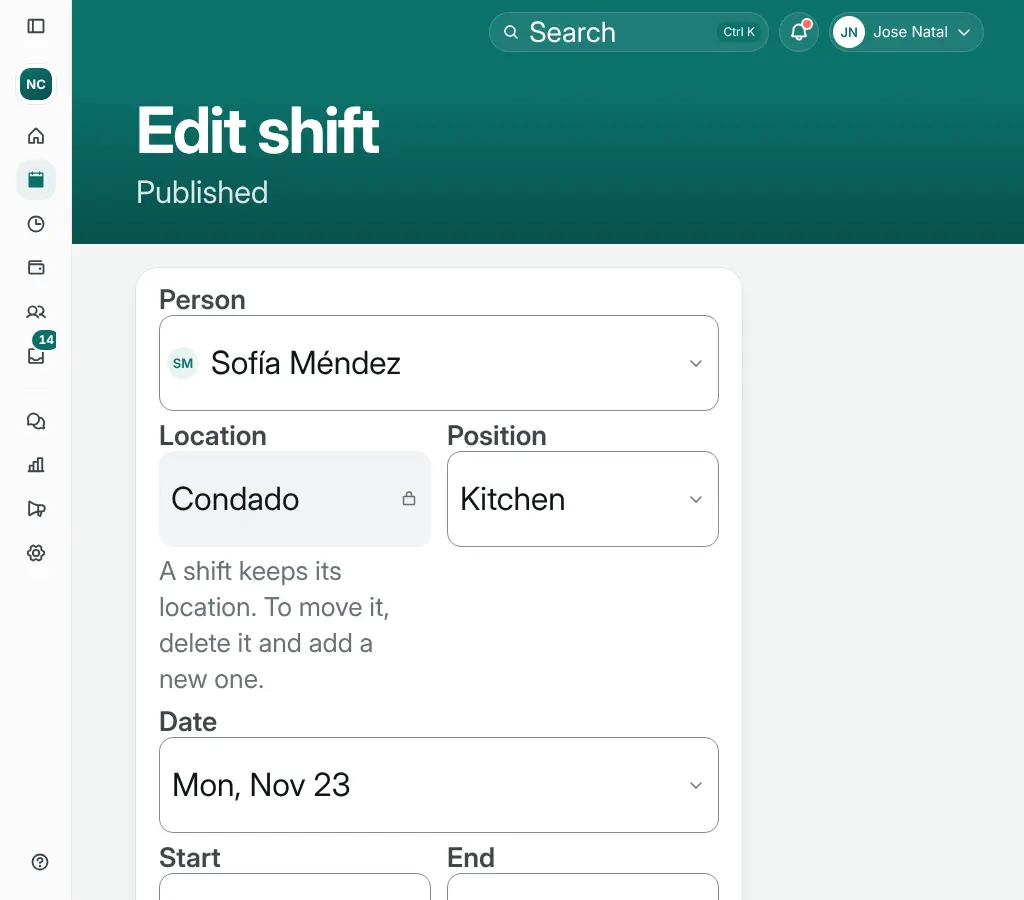 Search
Ctrl K
JN
Jose Natal
NC
Edit shift
Published
Person
SM
Sofía Méndez
Location
Position
Condado
Kitchen
A shift keeps its
location. To move it,
delete it and add a
new one.
14
Date
Mon, Nov 23
Start
End